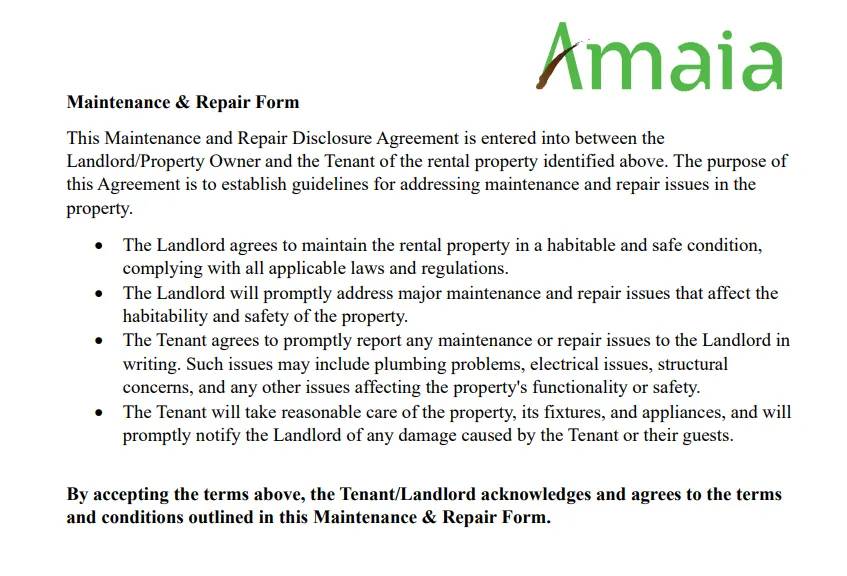 Amaia
Maintenance & Repair Form
This Maintenance and Repair Disclosure Agreement is entered into between the
Landlord/Property Owner and the Tenant of the rental property identified above. The purpose of
this Agreement is to establish guidelines for addressing maintenance and repair issues in the
property.
• The Landlord agrees to maintain the rental property in a habitable and safe condition,
complying with all applicable laws and regulations.
• The Landlord will promptly address major maintenance and repair issues that affect the
habitability and safety of the property.
• The Tenant agrees to promptly report any maintenance or repair issues to the Landlord in
writing. Such issues may include plumbing problems, electrical issues, structural
concerns, and any other issues affecting the property's functionality or safety.
• The Tenant will take reasonable care of the property, its fixtures, and appliances, and will
promptly notify the Landlord of any damage caused by the Tenant or their guests.
By accepting the terms above, the Tenant/Landlord acknowledges and agrees to the terms
and conditions outlined in this Maintenance & Repair Form.